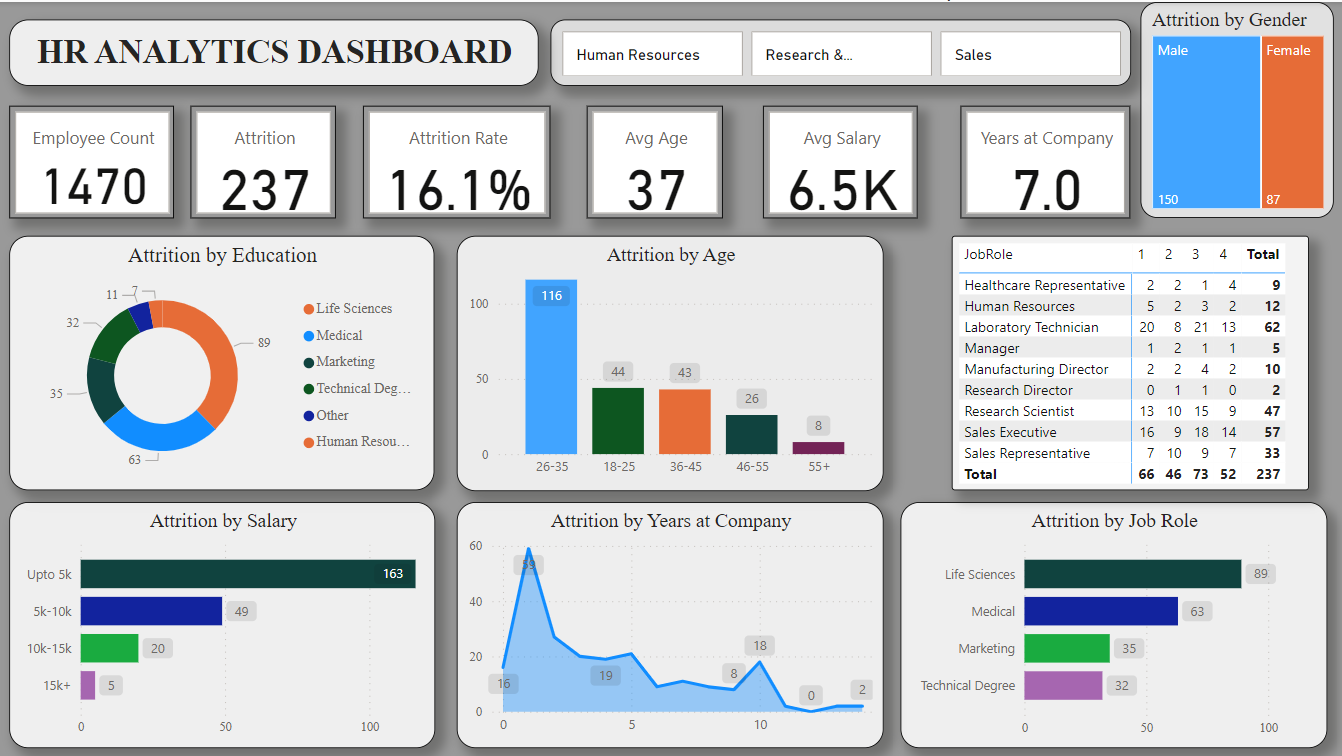 HR ANALYTICS DASHBOARD
Human Resources
Research &...
Sales
Attrition by Gender
Male
Female
150
87
Employee Count
1470
Attrition
237
Attrition Rate
16.1%
Avg Age
37
Avg Salary
6.5K
Years at Company
7.0
Attrition by Education
89
63
35
32
11
7
Life Sciences
Medical
Marketing
Technical Deg...
Other
Human Resou...
Attrition by Age
100
50
0
116
44
43
26
8
26-35
18-25
36-45
46-55
55+
JobRole 1 2 3 4 Total
Healthcare Representative 2 2 1 4 9
Human Resources 5 2 3 2 12
Laboratory Technician 20 8 21 13 62
Manager 1 2 1 1 5
Manufacturing Director 2 2 4 2 10
Research Director 0 1 1 0 2
Research Scientist 13 10 15 9 47
Sales Executive 16 9 18 14 57
Sales Representative 7 10 9 7 33
Total 66 46 73 52 237
Attrition by Salary
Upto 5k 163
5k-10k 49
10k-15k 20
15k+ 5
0 50 100
Attrition by Years at Company
60
40
20
0
16
59
19
8
18
0
2
0 5 10
Attrition by Job Role
Life Sciences 89
Medical 63
Marketing 35
Technical Degree 32
0 50 100